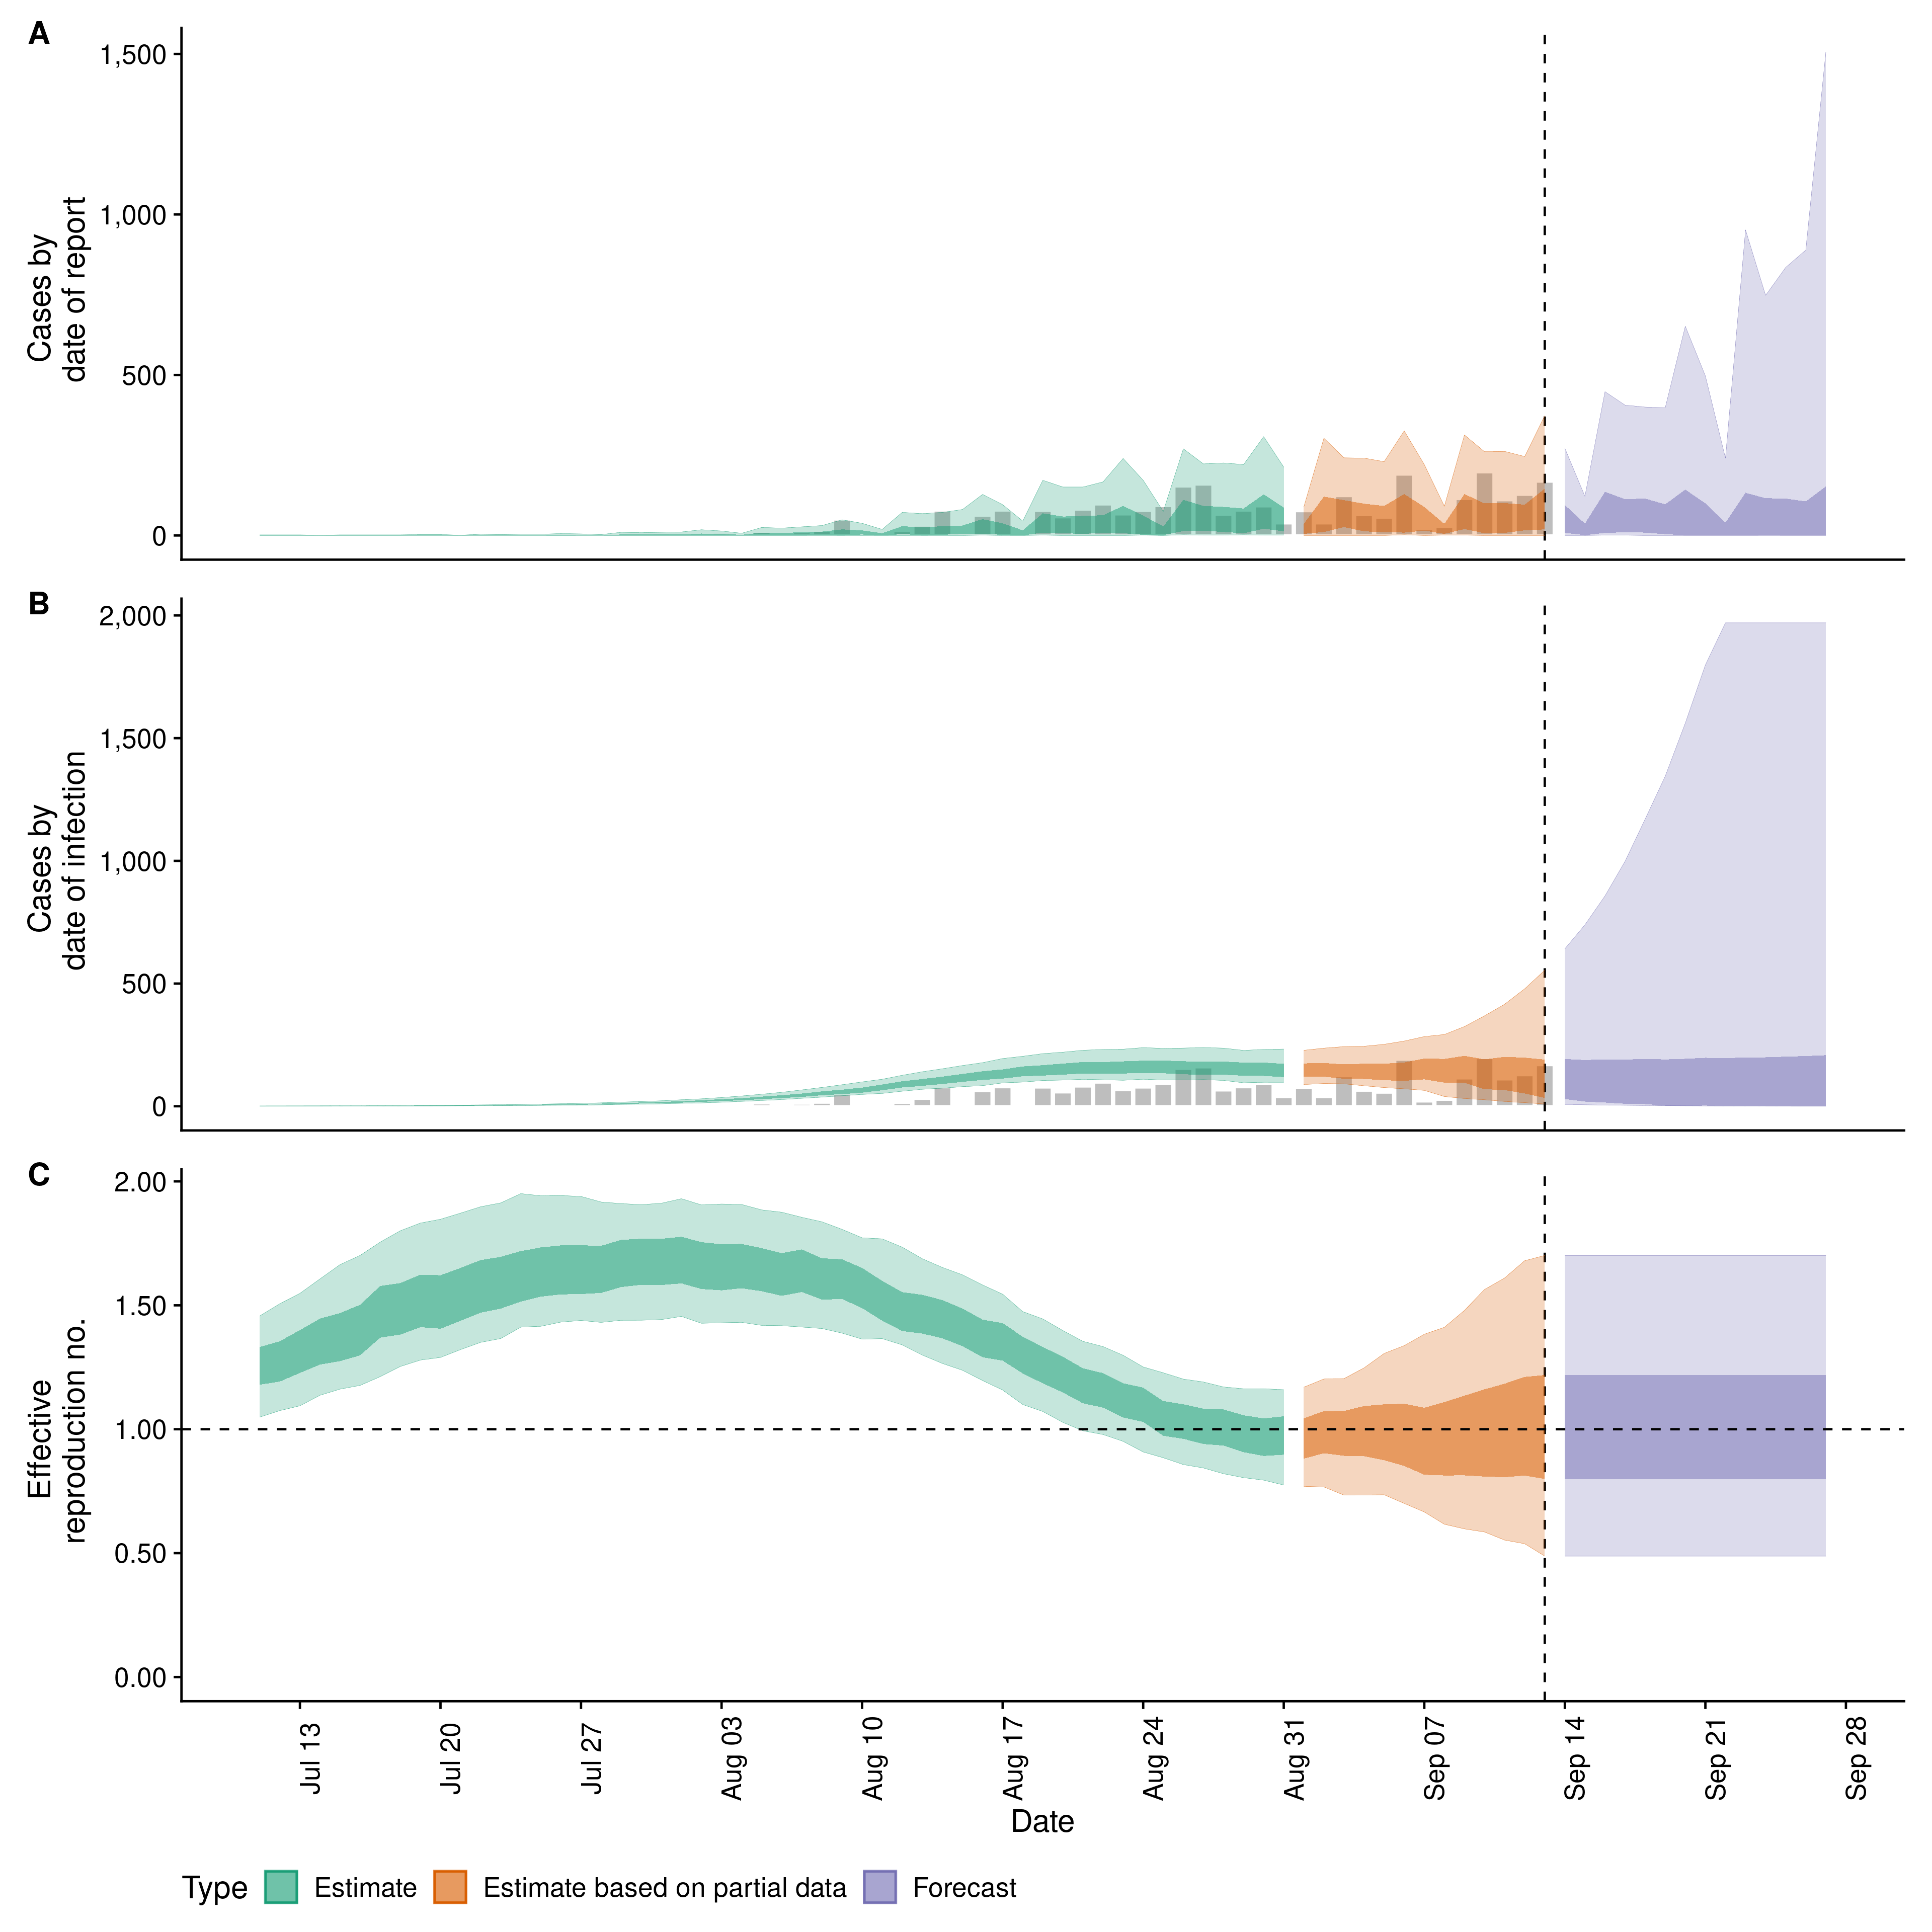 A
Cases by
date of report
1,500
1,000
500
0
B
Cases by
date of infection
2,000
1,500
1,000
500
0
C
Effective
reproduction no.
2.00
1.50
1.00
0.50
0.00
Jul 13
Jul 20
Jul 27
Aug 03
Aug 10
Aug 17
Aug 24
Aug 31
Sep 07
Sep 14
Sep 21
Sep 28
Date
Type Estimate Estimate based on partial data Forecast